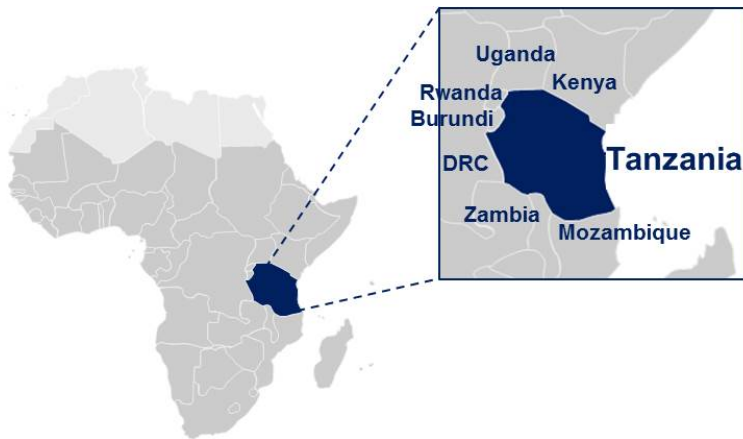 Uganda
Kenya
Rwanda
Burundi
Tanzania
DRC
Zambia
Mozambique